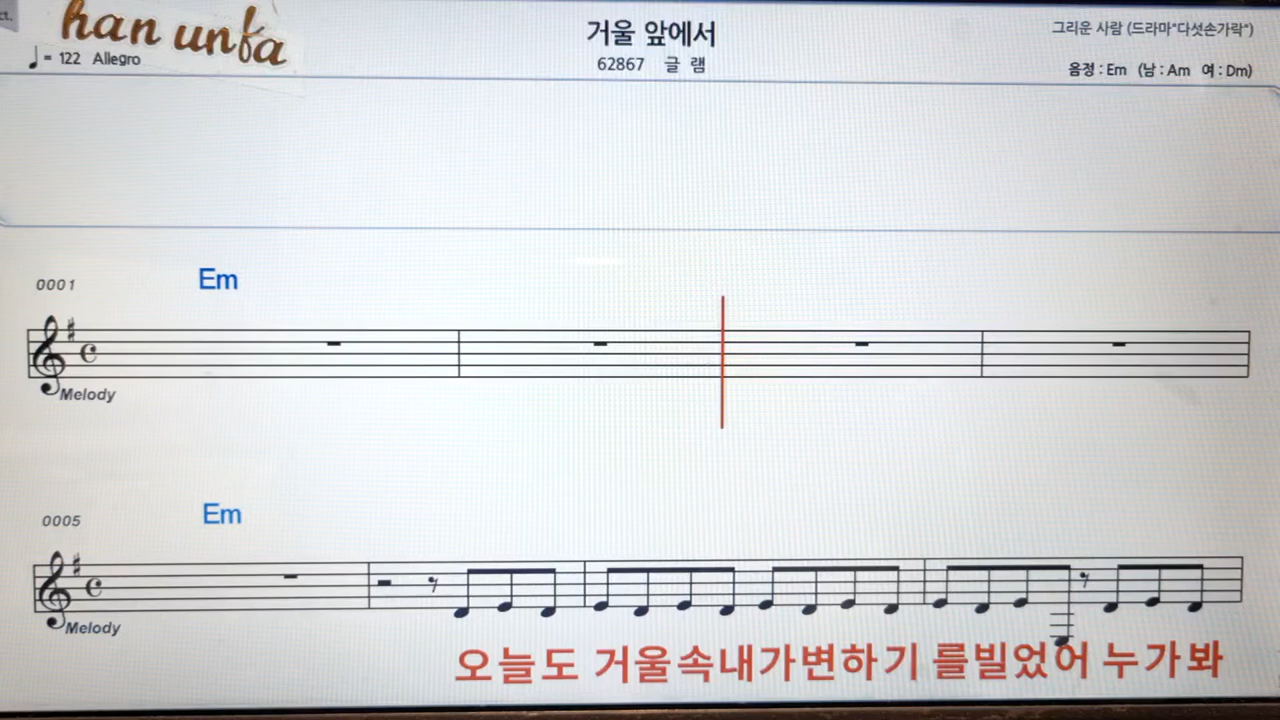 ct.
han unfa
거울 앞에서
그리운 사람 (드라마"다섯손가락")
♩= 122 Allegro
62867 글 램
음정 : Em (남 : Am 여 : Dm)
0001 Em
Melody
0005 Em
Melody
오늘도 거울속내가변하기 를빌었어 누가봐